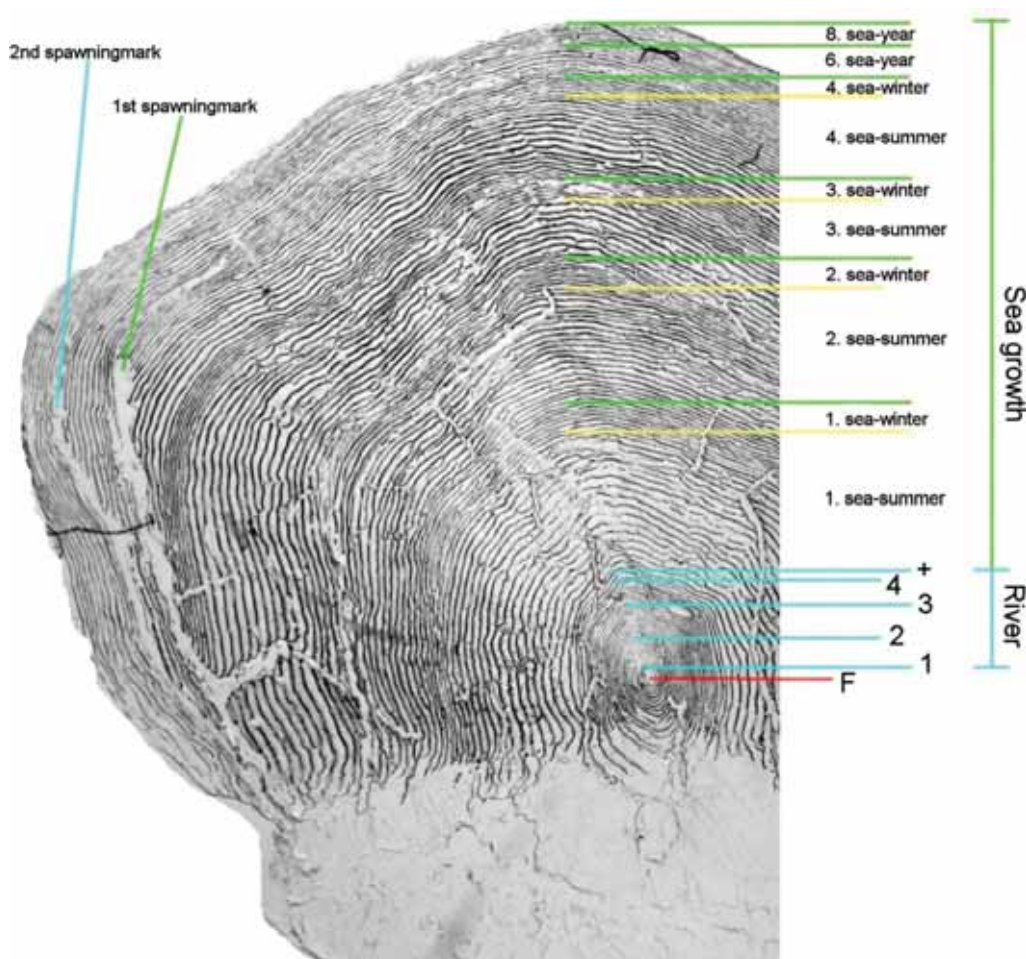 2nd spawningmark
1st spawningmark
8. sea-year
6. sea-year
4. sea-winter
4. sea-summer
3. sea-winter
3. sea-summer
2. sea-winter
2. sea-summer
1. sea-winter
1. sea-summer
+
4
3
2
1
F
Sea growth
River